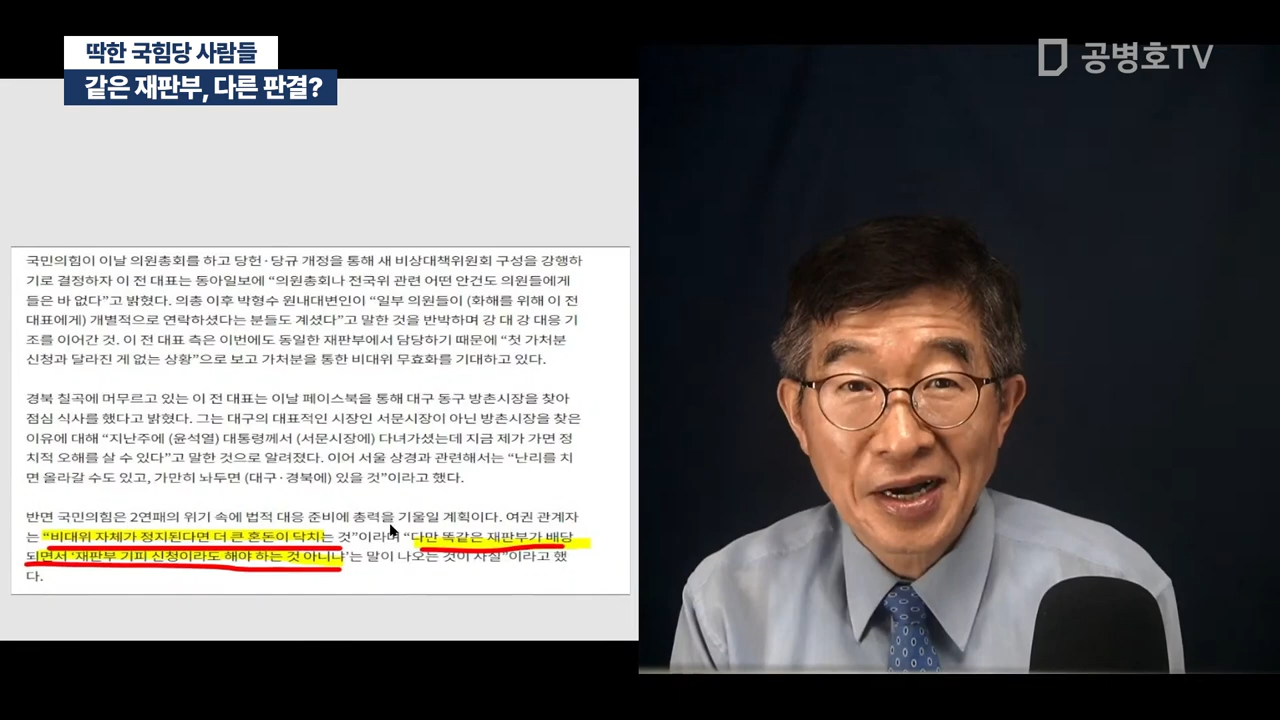 딱한 국힘당 사람들
같은 재판부, 다른 판결?
공병호TV
국민의힘이 이날 의원총회를 하고 당헌·당규 개정을 통해 새 비상대책위원회 구성을 강행하
기로 결정하자 이 전 대표는 동아일보에 “의원총회나 전국위 관련 어떤 안건도 의원들에게
들은 바 없다”고 밝혔다. 의총 이후 박형수 원내대변인이 “일부 의원들이 (화해를 위해 이 전
대표에게) 개별적으로 연락하셨다는 분들도 계셨다”고 말한 것을 반박하며 강 대 강 대응 기
조를 이어간 것. 이 전 대표 측은 이번에도 동일한 재판부에서 담당하기 때문에 “첫 가처분
신청과 달라진 게 없는 상황”으로 보고 가처분을 통한 비대위 무효화를 기대하고 있다.
경북 칠곡에 머무르고 있는 이 전 대표는 이날 페이스북을 통해 대구 동구 방촌시장을 찾아
점심 식사를 했다고 밝혔다. 그는 대구의 대표적인 시장인 서문시장이 아닌 방촌시장을 찾은
이유에 대해 “지난주에 (윤석열) 대통령께서 (서문시장에) 다녀가셨는데 지금 제가 가면 정
치적 오해를 살 수 있다”고 말한 것으로 알려졌다. 이어 서울 상경과 관련해서는 “난리를 치
면 올라갈 수도 있고, 가만히 놔두면 (대구·경북에) 있을 것”이라고 했다.
반면 국민의힘은 2연패의 위기 속에 법적 대응 준비에 총력을 기울일 계획이다. 여권 관계자
는 “비대위 자체가 정지된다면 더 큰 혼돈이 닥치는 것”이라며 “다만 똑같은 재판부가 배당
되면서 ‘재판부 기피 신청이라도 해야 하는 것 아니냐’는 말이 나오는 것이 사실”이라고 했
다.